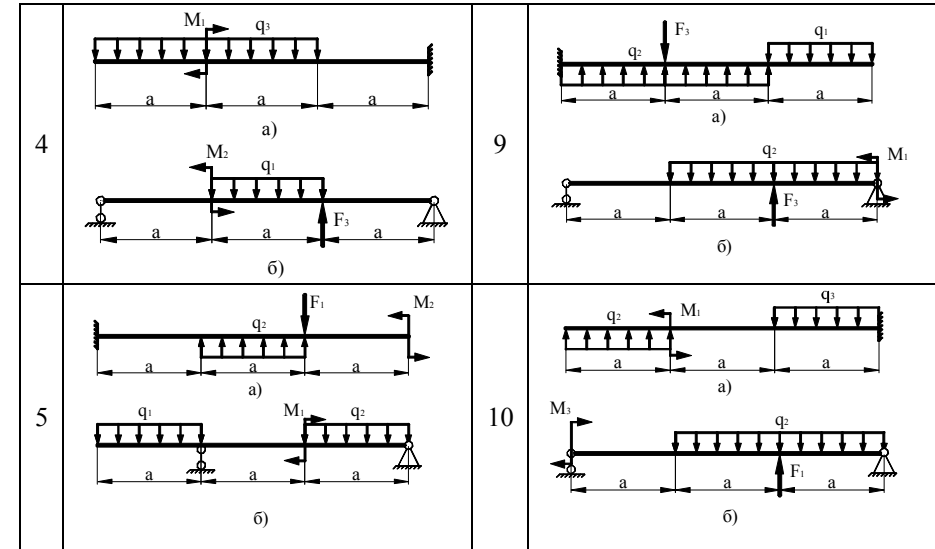 4
M₁ q₃
a a a
а)
M₂ q₁
F₃
a a a
б)
9
F₃
q₂ q₁
a a a
а)
q₂ M₁
F₃
a a a
б)
5
F₁ M₂
q₂
a a a
а)
q₁ M₁ q₂
a a a
б)
10
q₂ M₁ q₃
a a a
а)
M₃ q₂
F₁
a a a
б)